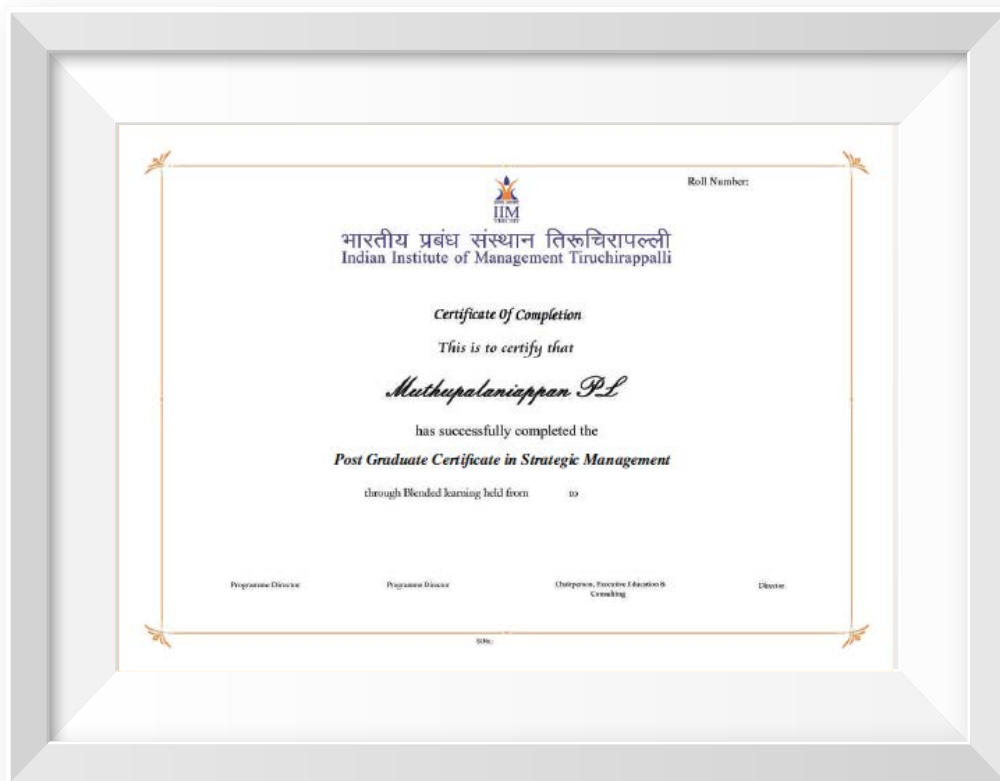 Roll Number:
IIM
भारतीय प्रबंध संस्थान तिरूचिरापल्ली
Indian Institute of Management Tiruchirappalli
Certificate Of Completion
This is to certify that
Muthupalaniappan PL
has successfully completed the
Post Graduate Certificate in Strategic Management
through Blended learning held from to
Programme Director Programme Director Chairperson, Executive Education & Director
Consulting